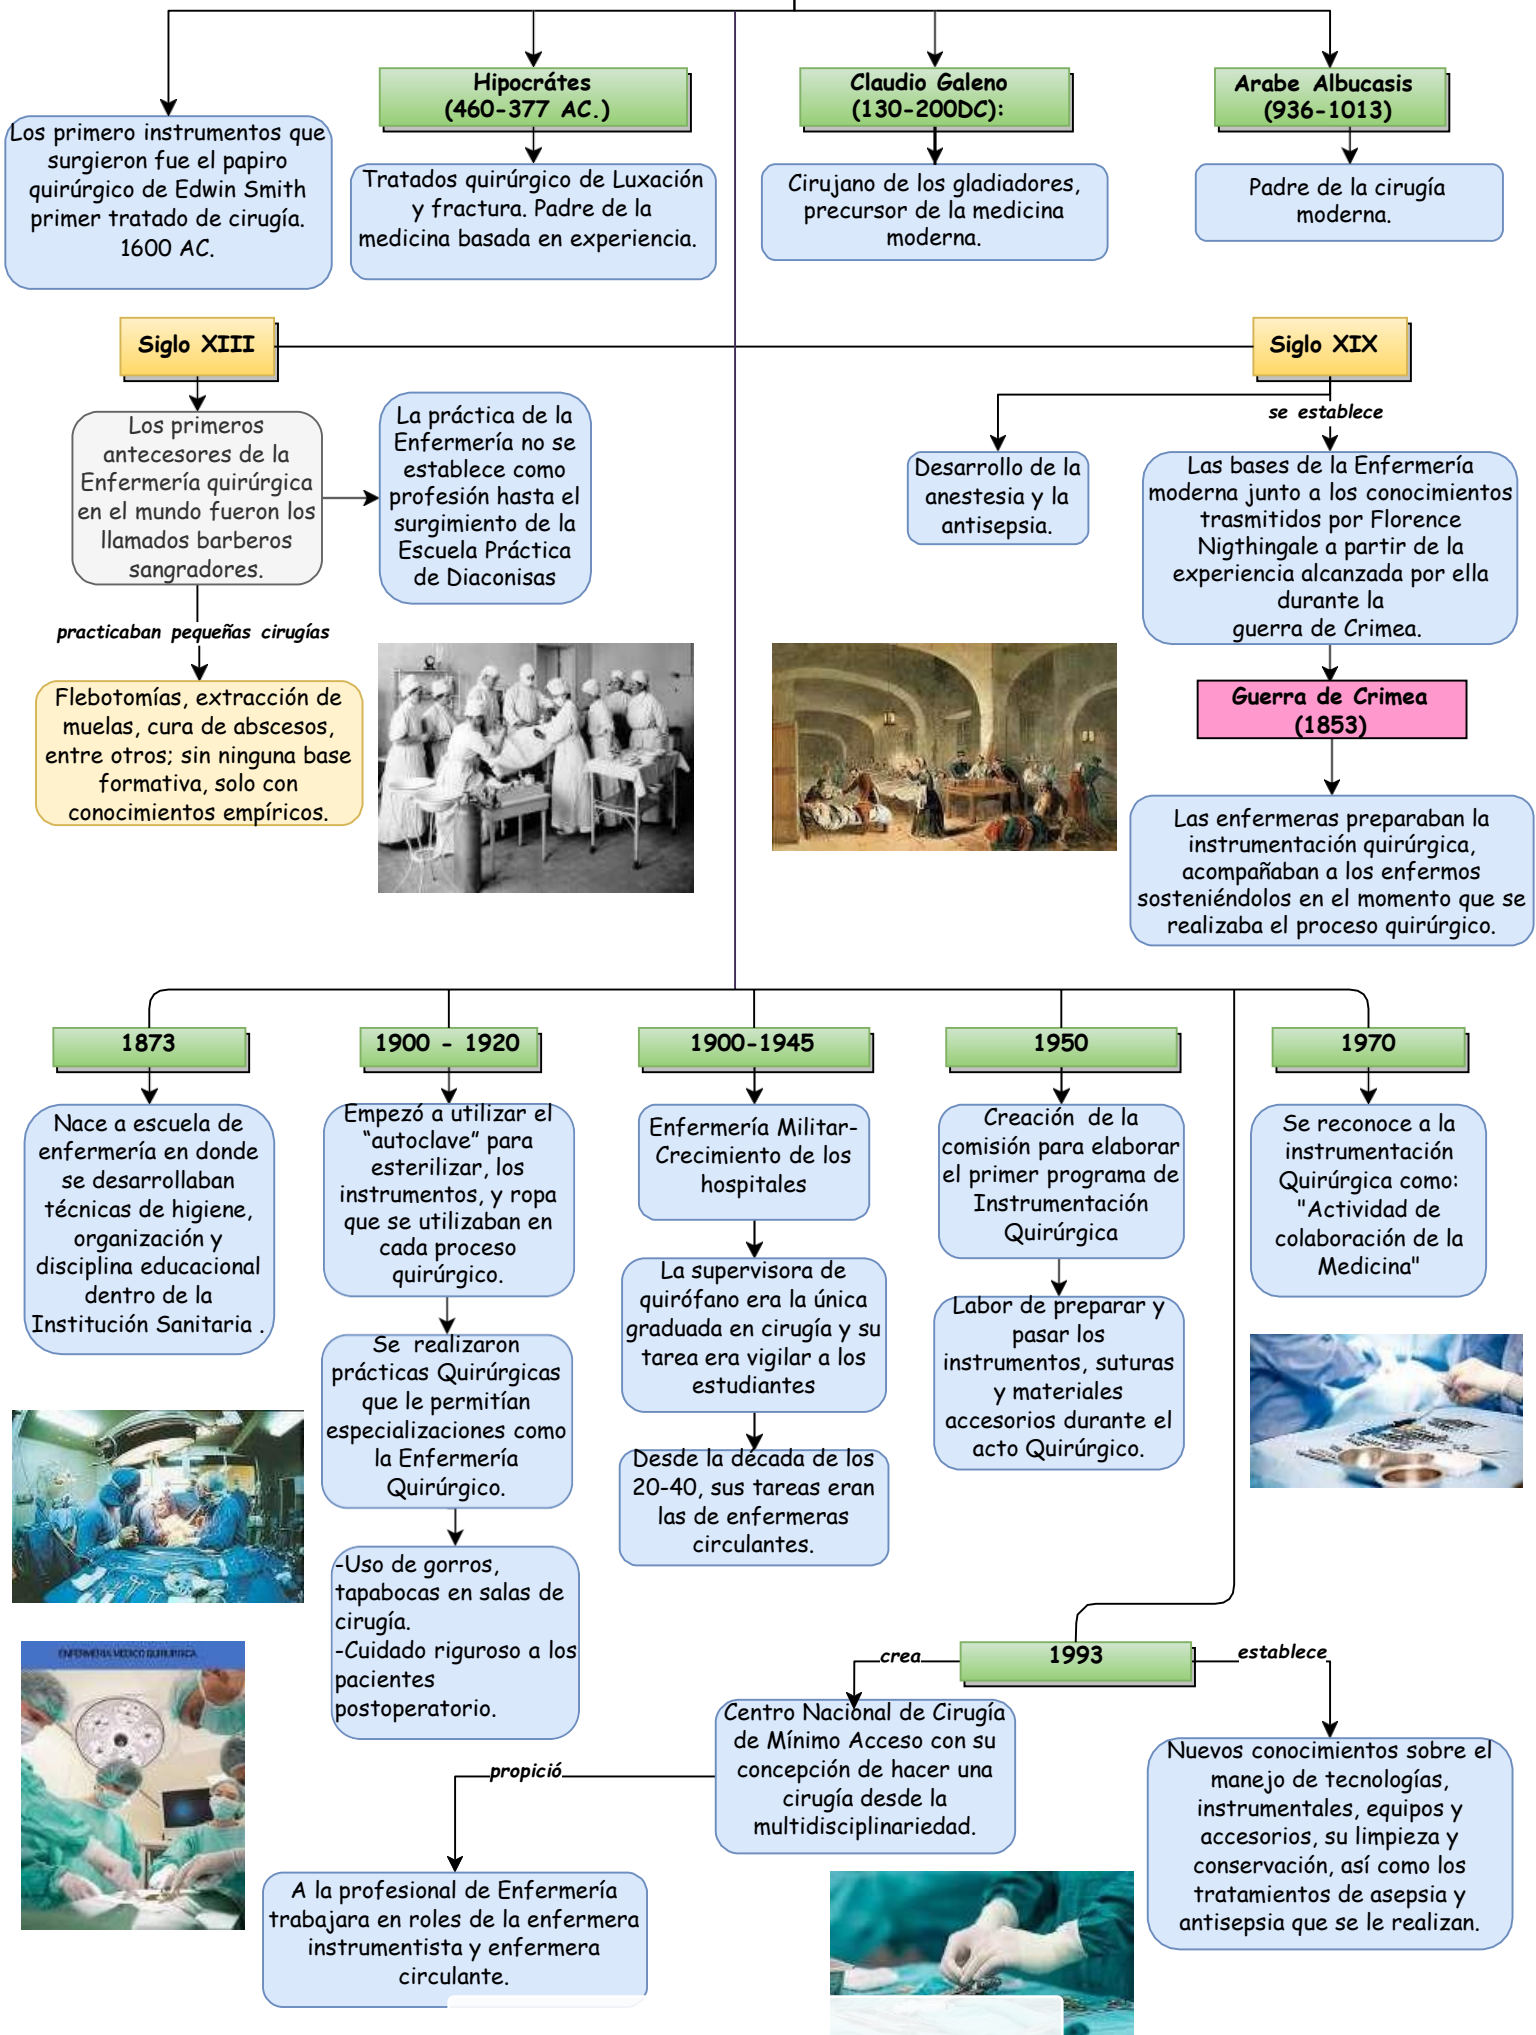 Los primero instrumentos que
surgieron fue el papiro
quirúrgico de Edwin Smith
primer tratado de cirugía.
1600 AC.
Hipocrátes
(460-377 AC.)
Tratados quirúrgico de Luxación
y fractura. Padre de la
medicina basada en experiencia.
Claudio Galeno
(130-200DC):
Cirujano de los gladiadores,
precursor de la medicina
moderna.
Arabe Albucasis
(936-1013)
Padre de la cirugía
moderna.
Siglo XIII
Los primeros
antecesores de la
Enfermería quirúrgica
en el mundo fueron los
llamados barberos
sangradores.
La práctica de la
Enfermería no se
establece como
profesión hasta el
surgimiento de la
Escuela Práctica
de Diaconisas
practicaban pequeñas cirugías
Flebotomías, extracción de
muelas, cura de abscesos,
entre otros; sin ninguna base
formativa, solo con
conocimientos empíricos.
Siglo XIX
Desarrollo de la
anestesia y la
antisepsia.
se establece
Las bases de la Enfermería
moderna junto a los conocimientos
trasmitidos por Florence
Nigthingale a partir de la
experiencia alcanzada por ella
durante la
guerra de Crimea.
Guerra de Crimea
(1853)
Las enfermeras preparaban la
instrumentación quirúrgica,
acompañaban a los enfermos
sosteniéndolos en el momento que se
realizaba el proceso quirúrgico.
1873
Nace a escuela de
enfermería en donde
se desarrollaban
técnicas de higiene,
organización y
disciplina educacional
dentro de la
Institución Sanitaria .
1900 - 1920
Empezó a utilizar el
“autoclave” para
esterilizar, los
instrumentos, y ropa
que se utilizaban en
cada proceso
quirúrgico.
Se realizaron
prácticas Quirúrgicas
que le permitían
especializaciones como
la Enfermería
Quirúrgico.
-Uso de gorros,
tapabocas en salas de
cirugía.
-Cuidado riguroso a los
pacientes
postoperatorio.
1900-1945
Enfermería Militar-
Crecimiento de los
hospitales
La supervisora de
quirófano era la única
graduada en cirugía y su
tarea era vigilar a los
estudiantes
Desde la década de los
20-40, sus tareas eran
las de enfermeras
circulantes.
1950
Creación de la
comisión para elaborar
el primer programa de
Instrumentación
Quirúrgica
Labor de preparar y
pasar los
instrumentos, suturas
y materiales
accesorios durante el
acto Quirúrgico.
1970
Se reconoce a la
instrumentación
Quirúrgica como:
"Actividad de
colaboración de la
Medicina"
ENFERMERIA MEDICO QUIRURGICA
1993
crea
Centro Nacional de Cirugía
de Mínimo Acceso con su
concepción de hacer una
cirugía desde la
multidisciplinariedad.
propició
A la profesional de Enfermería
trabajara en roles de la enfermera
instrumentista y enfermera
circulante.
establece
Nuevos conocimientos sobre el
manejo de tecnologías,
instrumentales, equipos y
accesorios, su limpieza y
conservación, así como los
tratamientos de asepsia y
antisepsia que se le realizan.